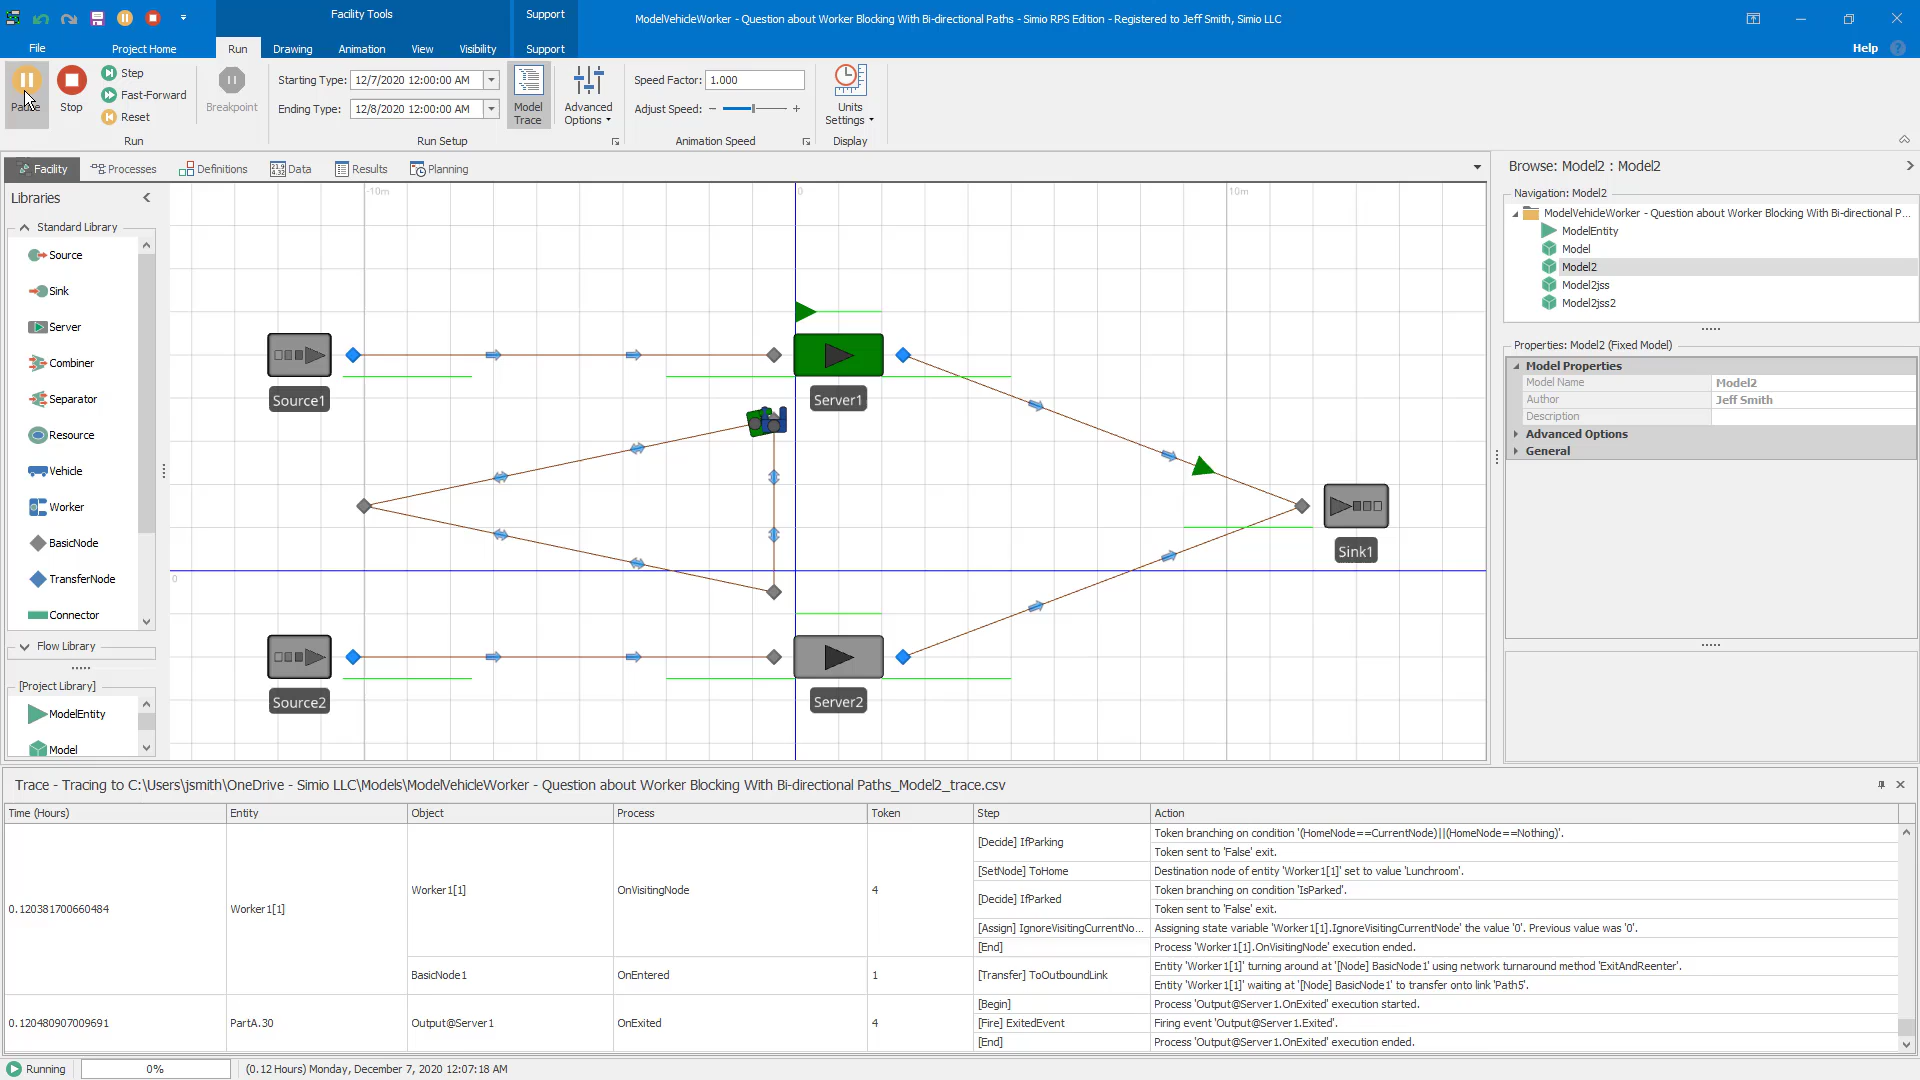 Facility Tools
Support
ModelVehicleWorker - Question about Worker Blocking With Bi-directional Paths - Simio RPS Edition - Registered to Jeff Smith, Simio LLC
File
Project Home
Run
Drawing
Animation
View
Visibility
Support
Help
Stop
Step
Fast-Forward
Reset
Run
Breakpoint
Starting Type: 12/7/2020 12:00:00 AM
Ending Type: 12/8/2020 12:00:00 AM
Run Setup
Model Trace
Advanced Options
Speed Factor: 1.000
Adjust Speed:
Animation Speed
Units Settings
Display
Facility
Processes
Definitions
Data
Results
Planning
Libraries
Standard Library
Source
Sink
Server
Combiner
Separator
Resource
Vehicle
Worker
BasicNode
TransferNode
Connector
Flow Library
[Project Library]
ModelEntity
Model
-10m
0
10m
0
Source1
Server1
Sink1
Source2
Server2
Browse: Model2 : Model2
Navigation: Model2
ModelVehicleWorker - Question about Worker Blocking With Bi-directional P...
ModelEntity
Model
Model2
Model2jss
Model2jss2
Properties: Model2 (Fixed Model)
Model Properties
Model Name Model2
Author Jeff Smith
Description
Advanced Options
General
Trace - Tracing to C:\Users\jsmith\OneDrive - Simio LLC\Models\ModelVehicleWorker - Question about Worker Blocking With Bi-directional Paths_Model2_trace.csv
Time (Hours) Entity Object Process Token Step Action
0.120381700660484 Worker1[1] Worker1[1] OnVisitingNode 4
[Decide] IfParking Token branching on condition '(HomeNode==CurrentNode)||(HomeNode==Nothing)'.
Token sent to 'False' exit.
[SetNode] ToHome Destination node of entity 'Worker1[1]' set to value 'Lunchroom'.
[Decide] IfParked Token branching on condition 'IsParked'.
Token sent to 'False' exit.
[Assign] IgnoreVisitingCurrentNo... Assigning state variable 'Worker1[1].IgnoreVisitingCurrentNode' the value '0'. Previous value was '0'.
[End] Process 'Worker1[1].OnVisitingNode' execution ended.
BasicNode1 OnEntered 1 [Transfer] ToOutboundLink Entity 'Worker1[1]' turning around at '[Node] BasicNode1' using network turnaround method 'ExitAndReenter'.
Entity 'Worker1[1]' waiting at '[Node] BasicNode1' to transfer onto link 'Path5'.
0.120480907009691 PartA.30 Output@Server1 OnExited 4
[Begin] Process 'Output@Server1.OnExited' execution started.
[Fire] ExitedEvent Firing event 'Output@Server1.Exited'.
[End] Process 'Output@Server1.OnExited' execution ended.
Running 0% (0.12 Hours) Monday, December 7, 2020 12:07:18 AM